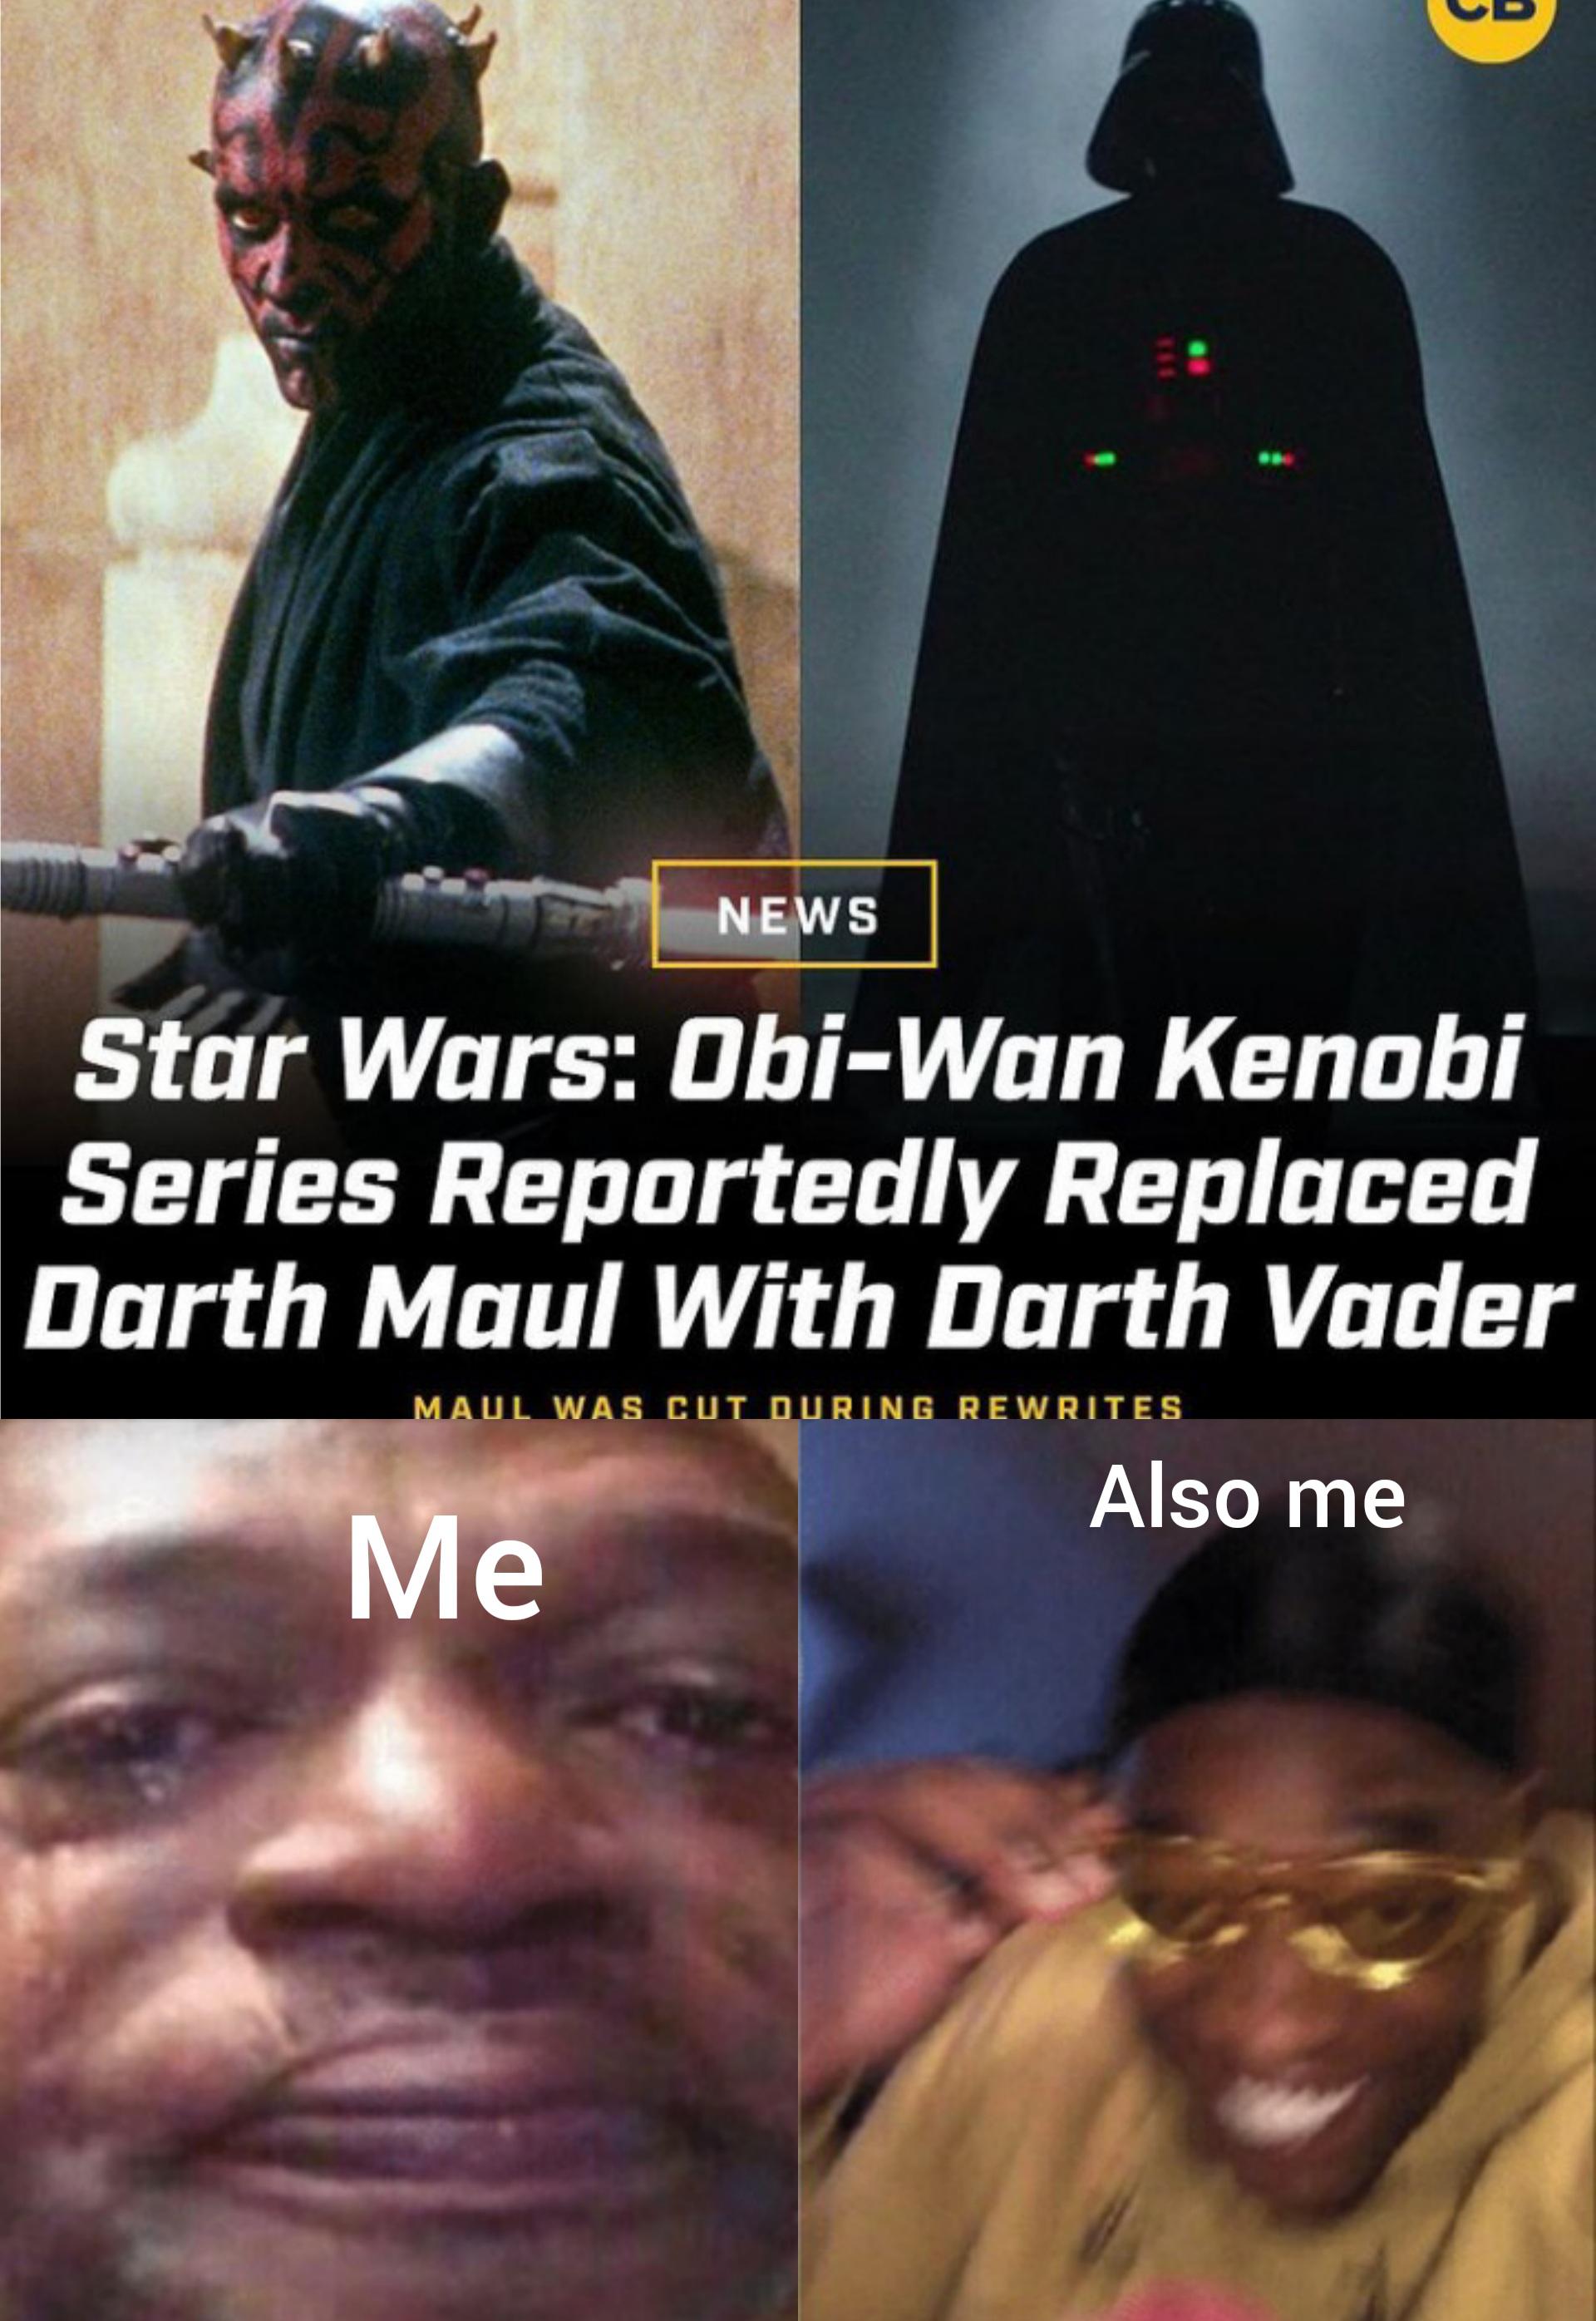 CB
NEWS
Star Wars: Obi-Wan Kenobi
Series Reportedly Replaced
Darth Maul With Darth Vader
MAUL WAS CUT DURING REWRITES
Me
Also me